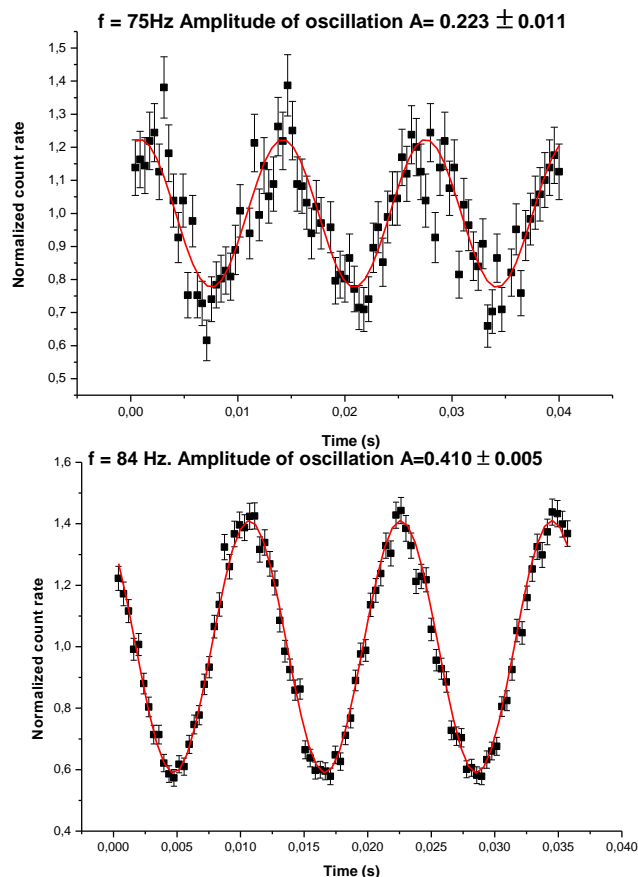 f = 75Hz Amplitude of oscillation A= 0.223 ± 0.011
1,5
1,4
1,3
1,2
1,1
1,0
0,9
0,8
0,7
0,6
0,5
Normalized count rate
0,00 0,01 0,02 0,03 0,04
Time (s)
f = 84 Hz. Amplitude of oscillation A=0.410 ± 0.005
1,6
1,4
1,2
1,0
0,8
0,6
0,4
Normalized count rate
0,000 0,005 0,010 0,015 0,020 0,025 0,030 0,035 0,040
Time (s)